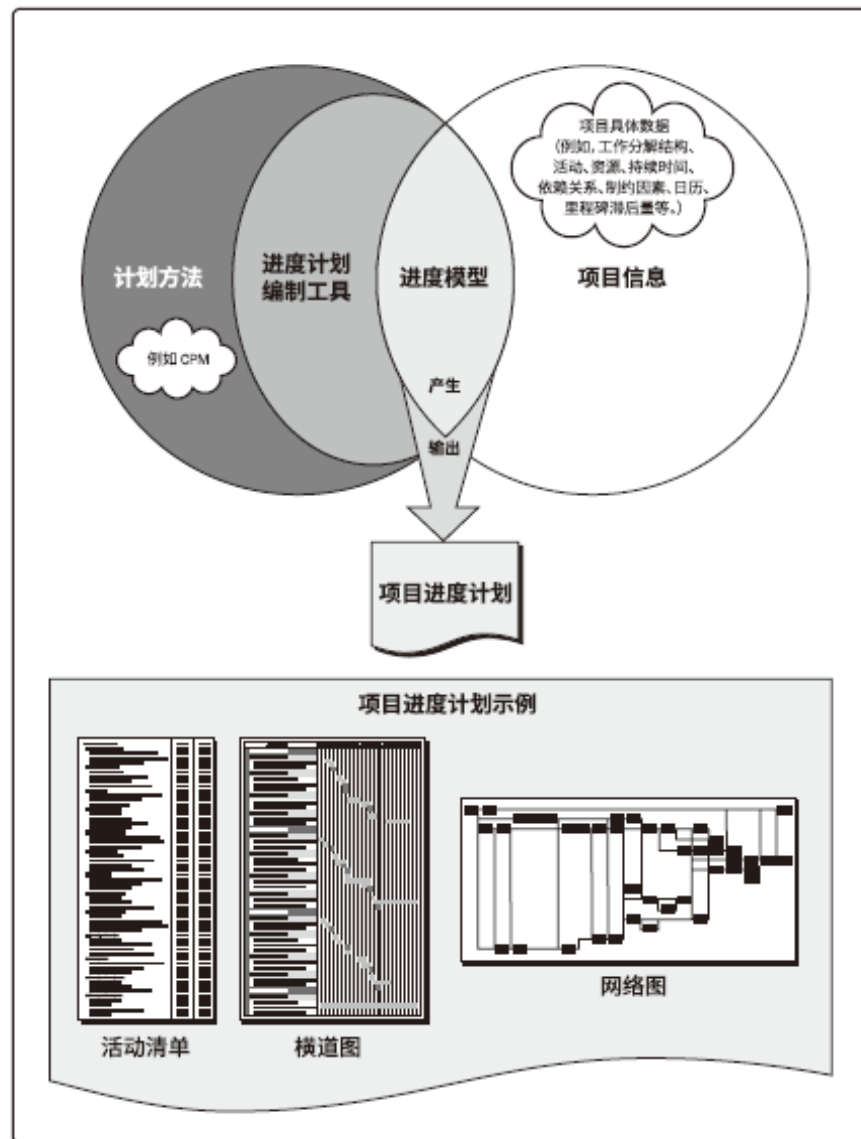 项目具体数据
(例如,工作分解结构、
活动、资源、持续时间、
依赖关系、制约因素、日历、
里程碑滞后量等。)
计划方法
进度计划
编制工具
进度模型
项目信息
例如 CPM
产生
输出
项目进度计划
项目进度计划示例
活动清单
横道图
网络图